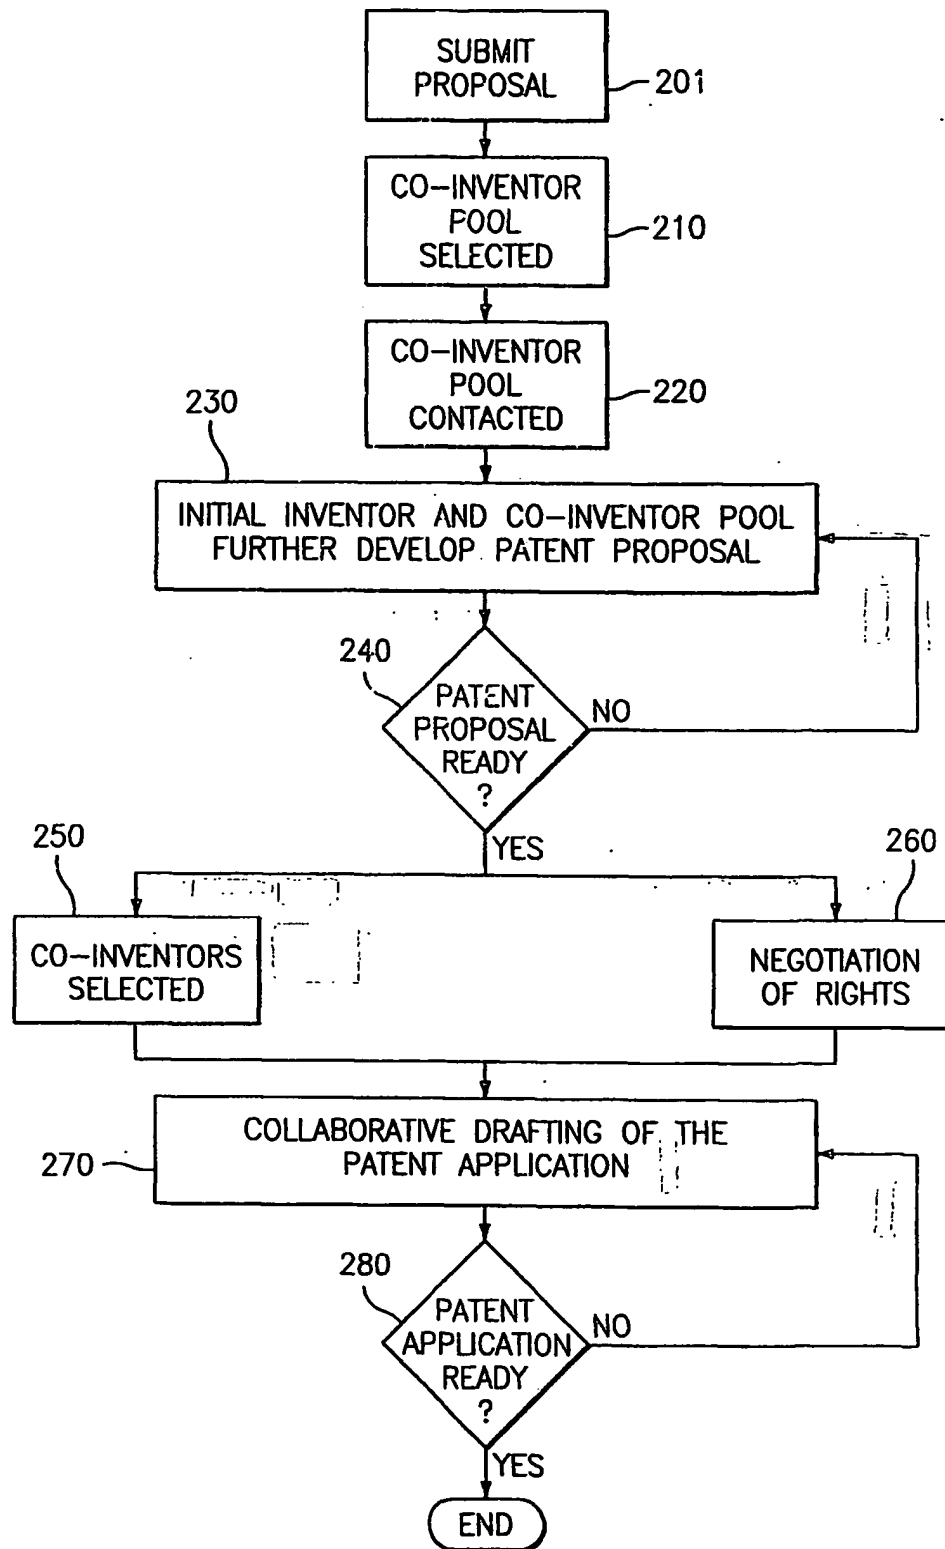 SUBMIT
PROPOSAL
201
CO-INVENTOR
POOL
SELECTED
210
CO-INVENTOR
POOL
CONTACTED
220
230
INITIAL INVENTOR AND CO-INVENTOR POOL
FURTHER DEVELOP PATENT PROPOSAL
240
PATENT
PROPOSAL
READY
?
NO
YES
250
260
CO-INVENTORS
SELECTED
NEGOTIATION
OF RIGHTS
COLLABORATIVE DRAFTING OF THE
PATENT APPLICATION
270
280
PATENT
APPLICATION
READY
?
NO
YES
END